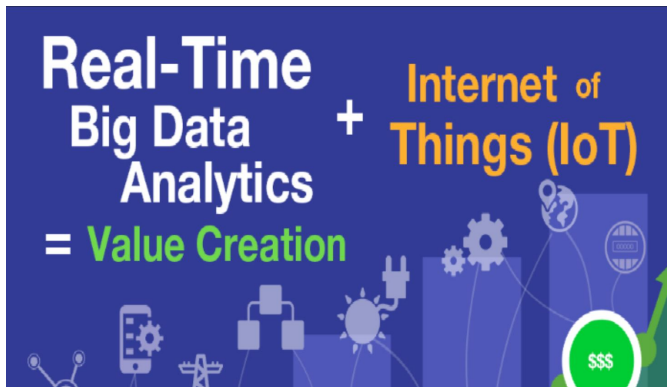 Real-Time
Big Data
Analytics
+
Internet of
Things (IoT)
= Value Creation
$$$